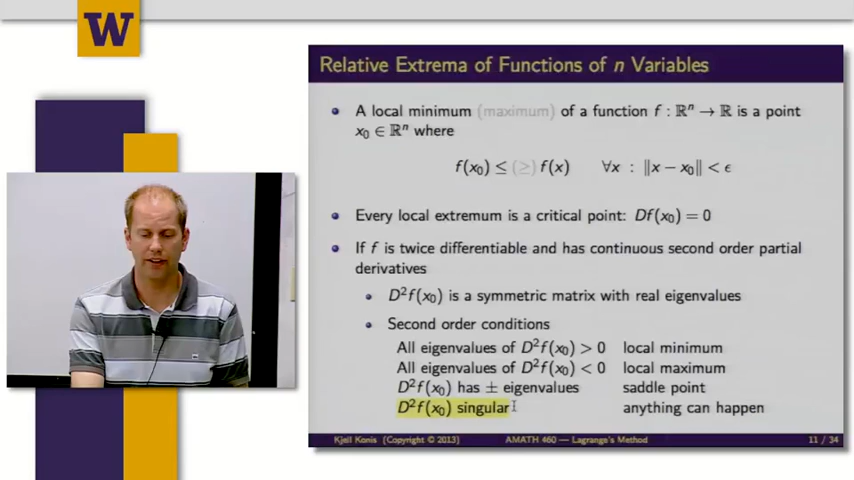 W
Relative Extrema of Functions of n Variables
A local minimum (maximum) of a function f : ℝⁿ → ℝ is a point
x₀ ∈ ℝⁿ where
f(x₀) ≤ (≥) f(x) ∀x : ‖x − x₀‖ < ϵ
Every local extremum is a critical point: Df(x₀) = 0
If f is twice differentiable and has continuous second order partial
derivatives
D²f(x₀) is a symmetric matrix with real eigenvalues
Second order conditions
All eigenvalues of D²f(x₀) > 0 local minimum
All eigenvalues of D²f(x₀) < 0 local maximum
D²f(x₀) has ± eigenvalues saddle point
D²f(x₀) singular anything can happen
Kjell Konis (Copyright © 2013) AMATH 460 — Lagrange's Method 11 / 34